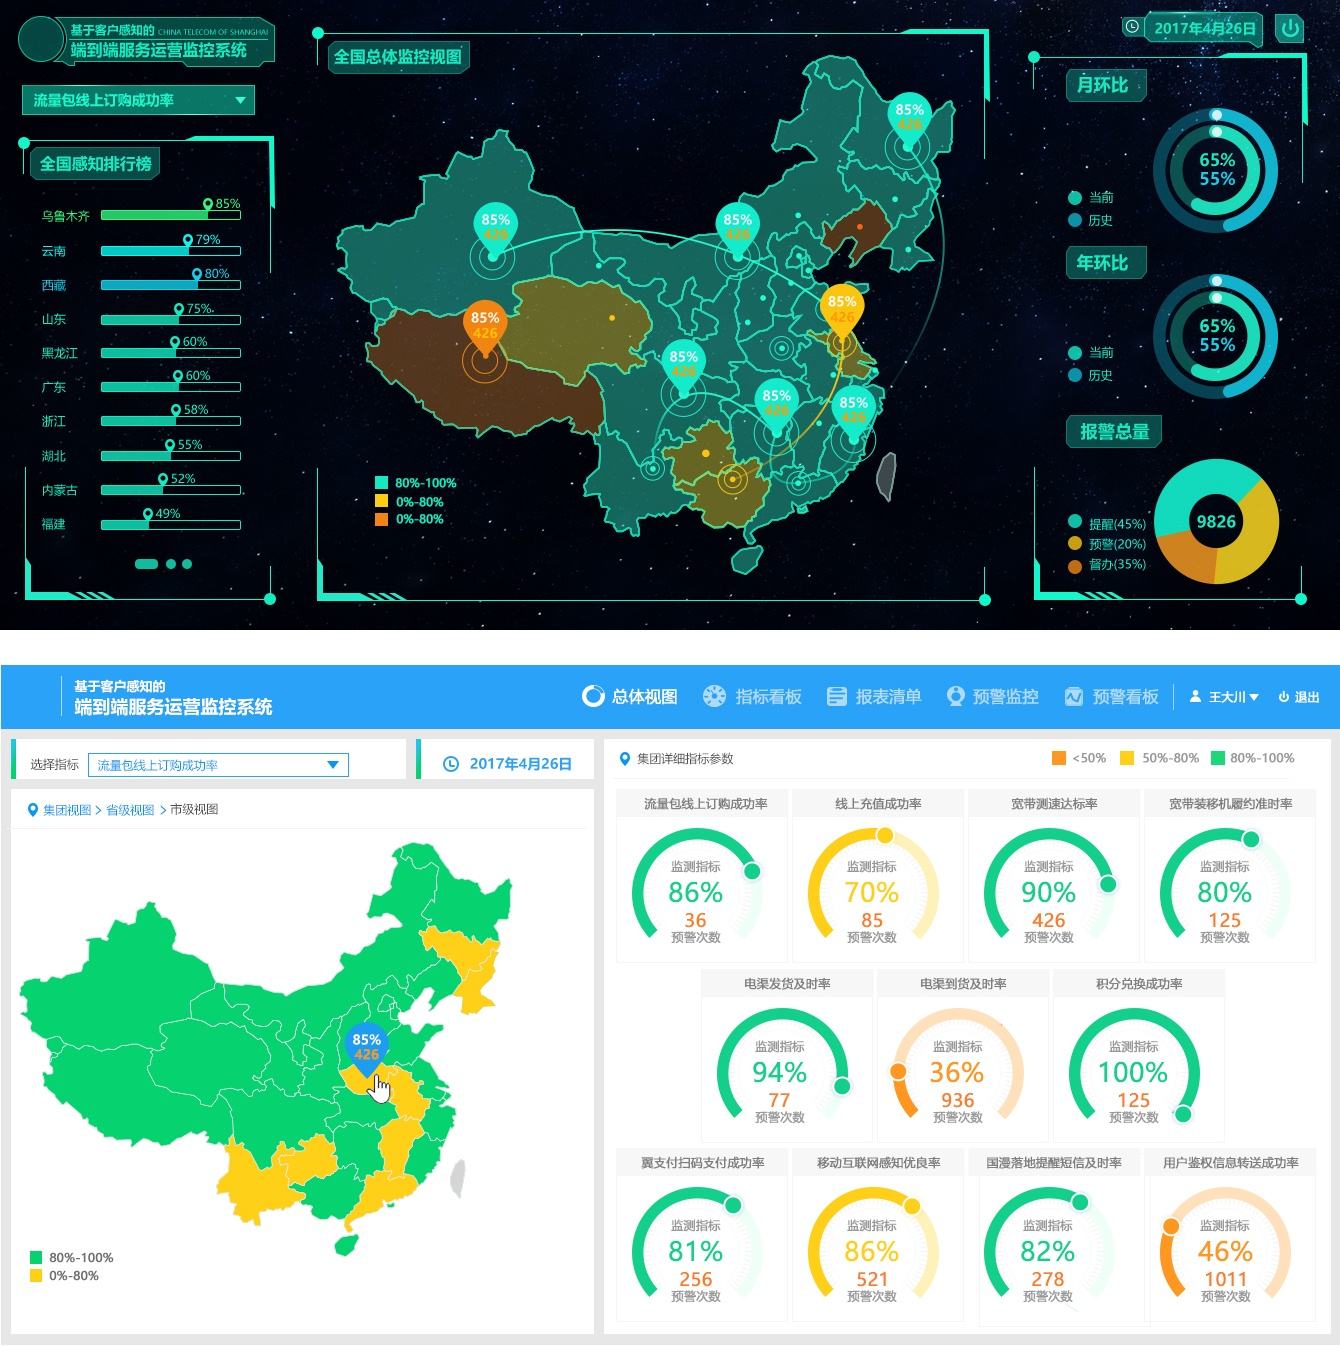 基于客户感知的 CHINA TELECOM OF SHANGHAI
端到端服务运营监控系统
流量包线上订购成功率
全国感知排行榜
乌鲁木齐 85%
云南 79%
西藏 80%
山东 75%
黑龙江 60%
广东 60%
浙江 58%
湖北 55%
内蒙古 52%
福建 49%
全国总体监控视图
85%
426
85%
426
85%
426
85%
426
85%
426
85%
426
85%
426
85%
426
80%-100%
0%-80%
0%-80%
2017年4月26日
月环比
65%
55%
当前
历史
年环比
65%
55%
当前
历史
报警总量
9826
提醒(45%)
预警(20%)
督办(35%)
基于客户感知的
端到端服务运营监控系统
总体视图 指标看板 报表清单 预警监控 预警看板 王大川 退出
选择指标 流量包线上订购成功率
2017年4月26日
集团视图 > 省级视图 > 市级视图
85%
426
80%-100%
0%-80%
集团详细指标参数
<50% 50%-80% 80%-100%
流量包线上订购成功率
监测指标
86%
36
预警次数
线上充值成功率
监测指标
70%
85
预警次数
宽带测速达标率
监测指标
90%
426
预警次数
宽带装移机履约准时率
监测指标
80%
125
预警次数
电渠发货及时率
监测指标
94%
77
预警次数
电渠到货及时率
监测指标
36%
936
预警次数
积分兑换成功率
监测指标
100%
125
预警次数
翼支付扫码支付成功率
监测指标
81%
256
预警次数
移动互联网感知优良率
监测指标
86%
521
预警次数
国漫落地提醒短信及时率
监测指标
82%
278
预警次数
用户鉴权信息转送成功率
监测指标
46%
1011
预警次数